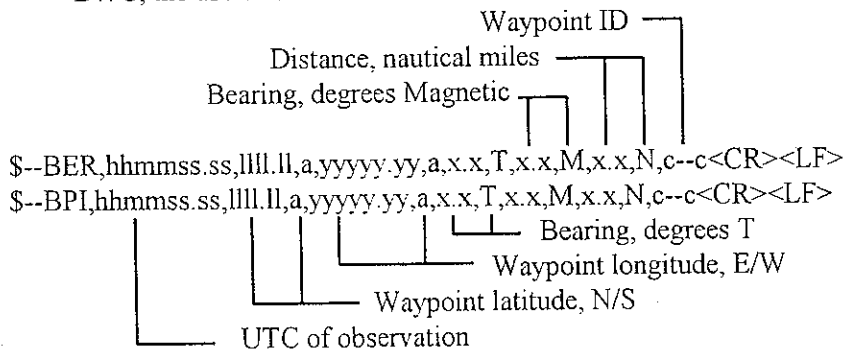 Waypoint ID
Distance, nautical miles
Bearing, degrees Magnetic
$--BER,hhmmss.ss,llll.ll,a,yyyyy.yy,a,x.x,T,x.x,M,x.x,N,c--c<CR><LF>
$--BPI,hhmmss.ss,llll.ll,a,yyyyy.yy,a,x.x,T,x.x,M,x.x,N,c--c<CR><LF>
Bearing, degrees T
Waypoint longitude, E/W
Waypoint latitude, N/S
UTC of observation